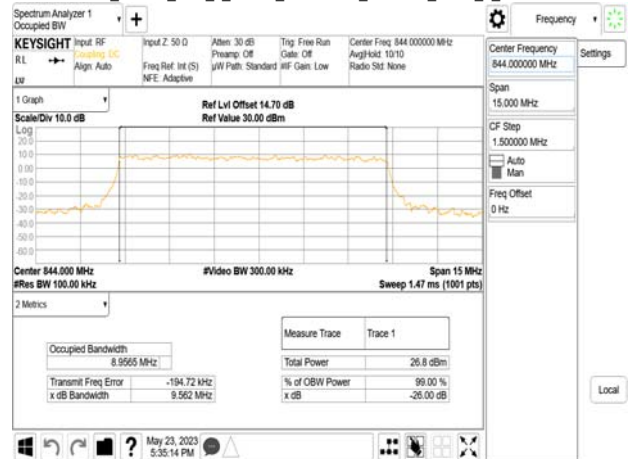 Spectrum Analyzer 1
Occupied BW
+
Frequency
KEYSIGHT
Input: RF
Input Z: 50 Ω
Atten: 30 dB
Trig: Free Run
Center Freq: 844.000000 MHz
RL
Coupling: DC
Preamp: Off
Gate: Off
Avg|Hold: 10/10
Align: Auto
Freq Ref: Int (S)
µW Path: Standard
#IF Gain: Low
Radio Std: None
NFE: Adaptive
Center Frequency
844.000000 MHz
Settings
Span
15.000 MHz
CF Step
1.500000 MHz
Auto
Man
Freq Offset
0 Hz
Local
1 Graph
Ref Lvl Offset 14.70 dB
Scale/Div 10.0 dB
Ref Value 30.00 dBm
Log
20.0
10.0
0.00
-10.0
-20.0
-30.0
-40.0
-50.0
-60.0
Center 844.000 MHz
#Video BW 300.00 kHz
Span 15 MHz
#Res BW 100.00 kHz
Sweep 1.47 ms (1001 pts)
2 Metrics
Measure Trace
Trace 1
Occupied Bandwidth
8.9565 MHz
Total Power
26.8 dBm
Transmit Freq Error
-194.72 kHz
% of OBW Power
99.00 %
x dB Bandwidth
9.562 MHz
x dB
-26.00 dB
?
May 23, 2023
5:35:14 PM